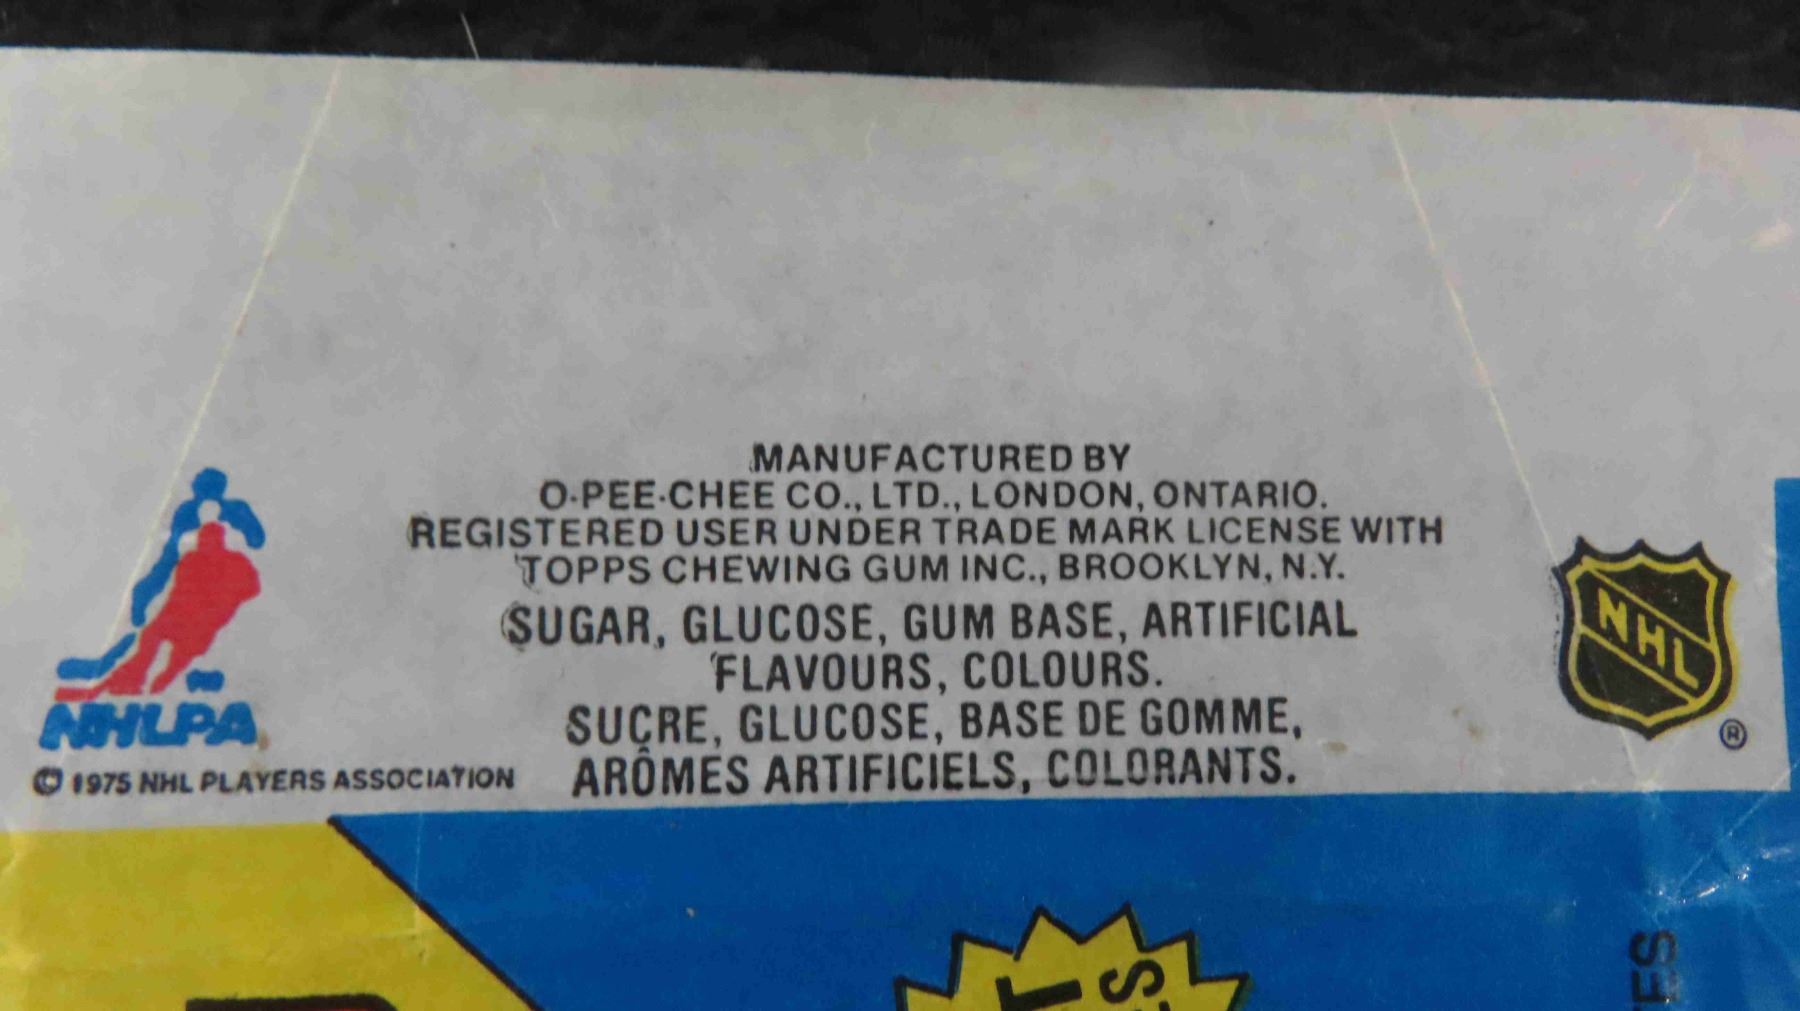 MANUFACTURED BY
O-PEE-CHEE CO., LTD., LONDON, ONTARIO.
REGISTERED USER UNDER TRADE MARK LICENSE WITH
TOPPS CHEWING GUM INC., BROOKLYN, N.Y.
SUGAR, GLUCOSE, GUM BASE, ARTIFICIAL
FLAVOURS, COLOURS.
SUCRE, GLUCOSE, BASE DE GOMME,
ARÔMES ARTIFICIELS, COLORANTS.
NHLPA
© 1975 NHL PLAYERS ASSOCIATION
NHL
®